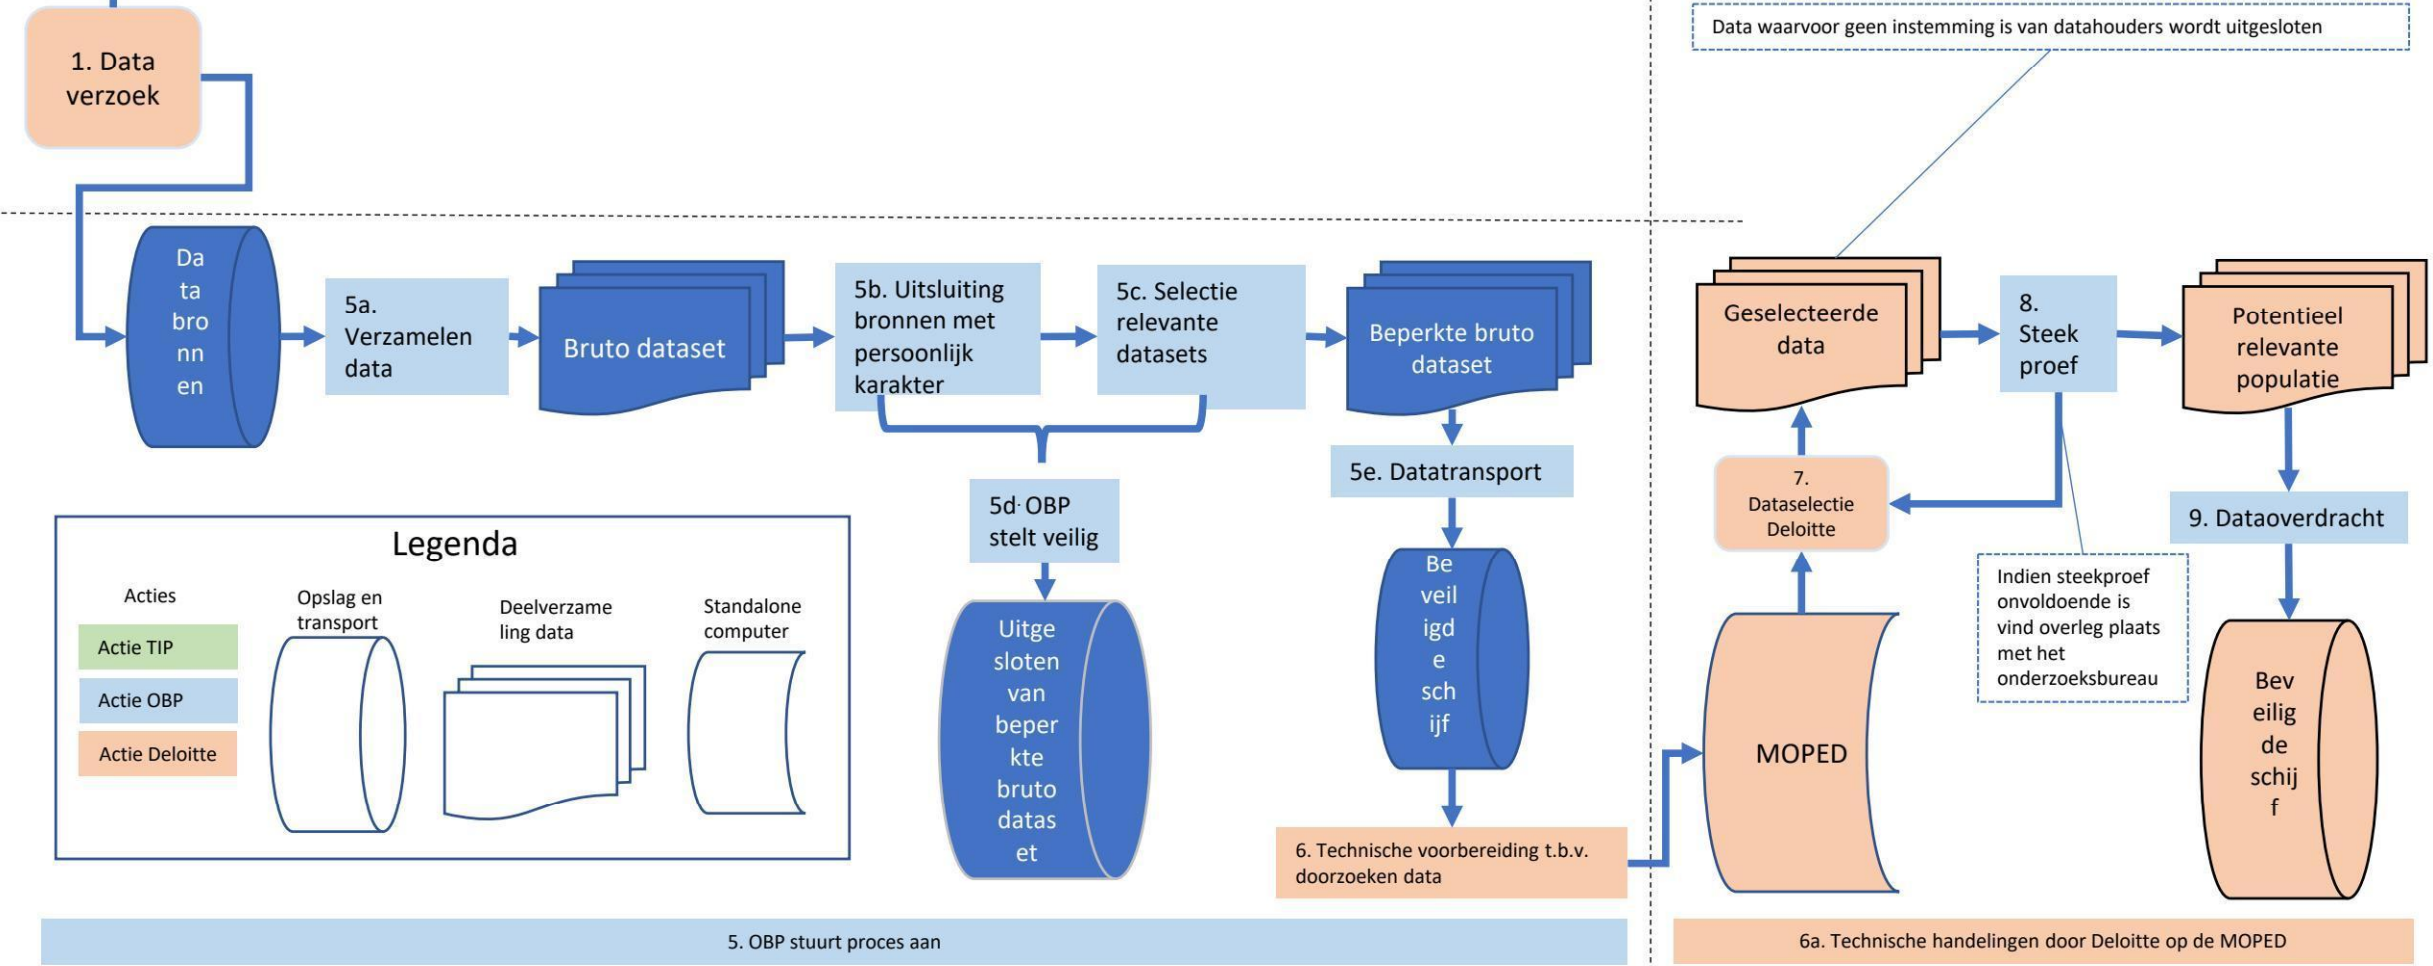 1. Data
verzoek
Data waarvoor geen instemming is van datahouders wordt uitgesloten
Da
ta
bro
nn
en
5a.
Verzamelen
data
Bruto dataset
5b. Uitsluiting
bronnen met
persoonlijk
karakter
5c. Selectie
relevante
datasets
Beperkte bruto
dataset
5d. OBP
stelt veilig
Uitge
sloten
van
beper
kte
bruto
datas
et
5e. Datatransport
Be
veil
igd
e
sch
ijf
6. Technische voorbereiding t.b.v.
doorzoeken data
Geselecteerde
data
8.
Steek
proef
Potentieel
relevante
populatie
7.
Dataselectie
Deloitte
9. Dataoverdracht
Indien steekproef
onvoldoende is
vind overleg plaats
met het
onderzoeksbureau
MOPED
Bev
eilig
de
schij
f
Legenda
Acties
Actie TIP
Actie OBP
Actie Deloitte
Opslag en
transport
Deelverzame
ling data
Standalone
computer
5. OBP stuurt proces aan
6a. Technische handelingen door Deloitte op de MOPED